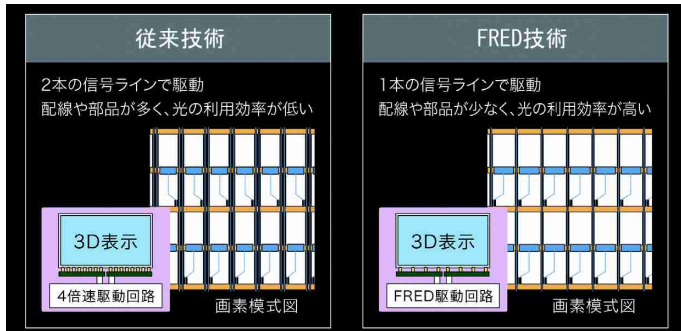 従来技術
2本の信号ラインで駆動
配線や部品が多く、光の利用効率が低い
3D表示
4倍速駆動回路
画素模式図
FRED技術
1本の信号ラインで駆動
配線や部品が少なく、光の利用効率が高い
3D表示
FRED駆動回路
画素模式図